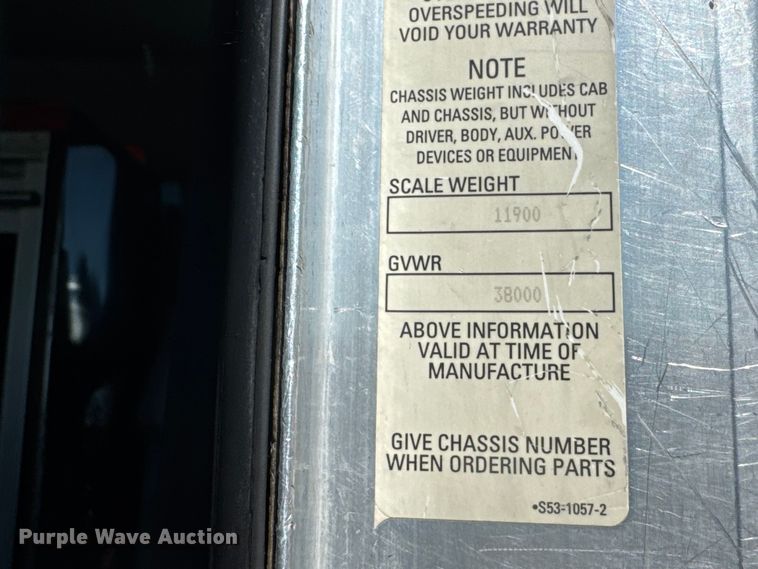 OVERSPEEDING WILL
VOID YOUR WARRANTY
NOTE
CHASSIS WEIGHT INCLUDES CAB
AND CHASSIS, BUT WITHOUT
DRIVER, BODY, AUX. POWER
DEVICES OR EQUIPMENT
SCALE WEIGHT
11900
GVWR
38000
ABOVE INFORMATION
VALID AT TIME OF
MANUFACTURE
GIVE CHASSIS NUMBER
WHEN ORDERING PARTS
•S53-1057-2
Purple Wave Auction